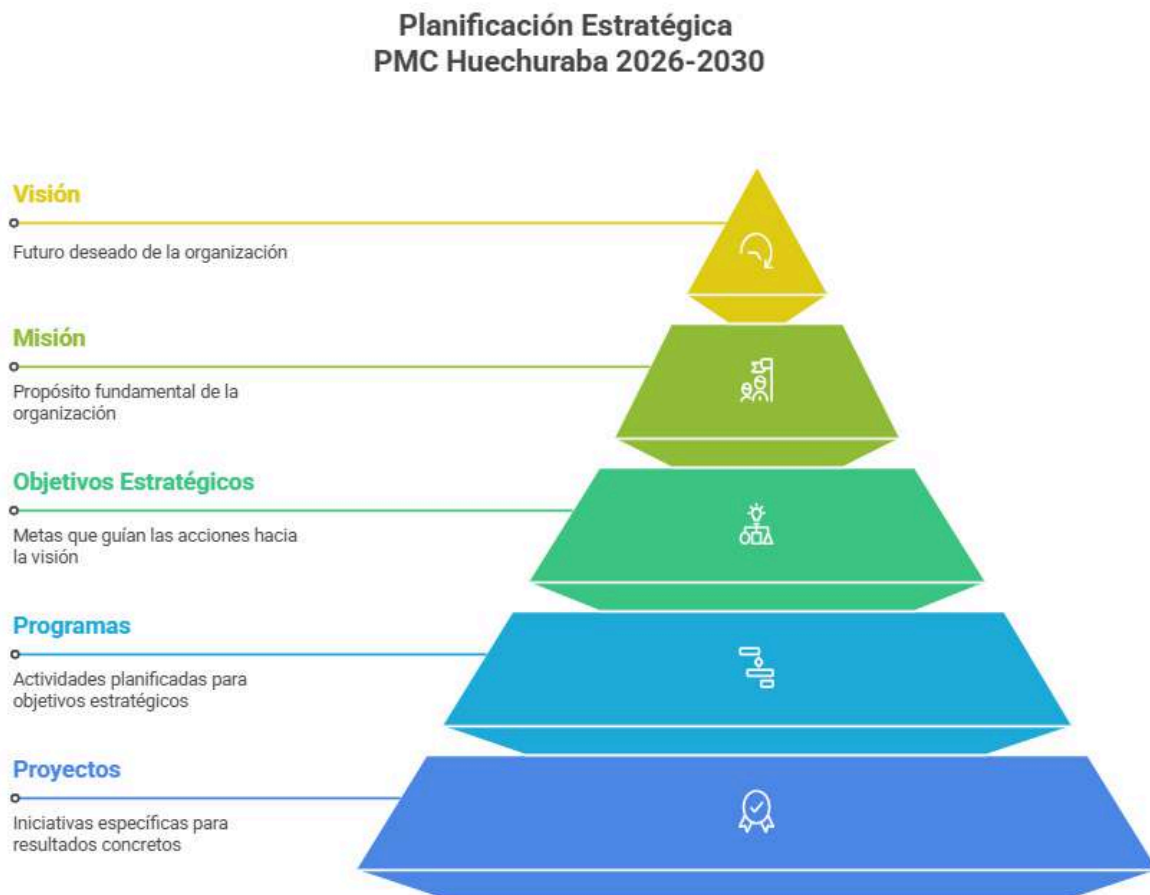 Planificación Estratégica
PMC Huechuraba 2026-2030
Visión
Futuro deseado de la organización
Misión
Propósito fundamental de la
organización
Objetivos Estratégicos
Metas que guían las acciones hacia
la visión
Programas
Actividades planificadas para
objetivos estratégicos
Proyectos
Iniciativas específicas para
resultados concretos